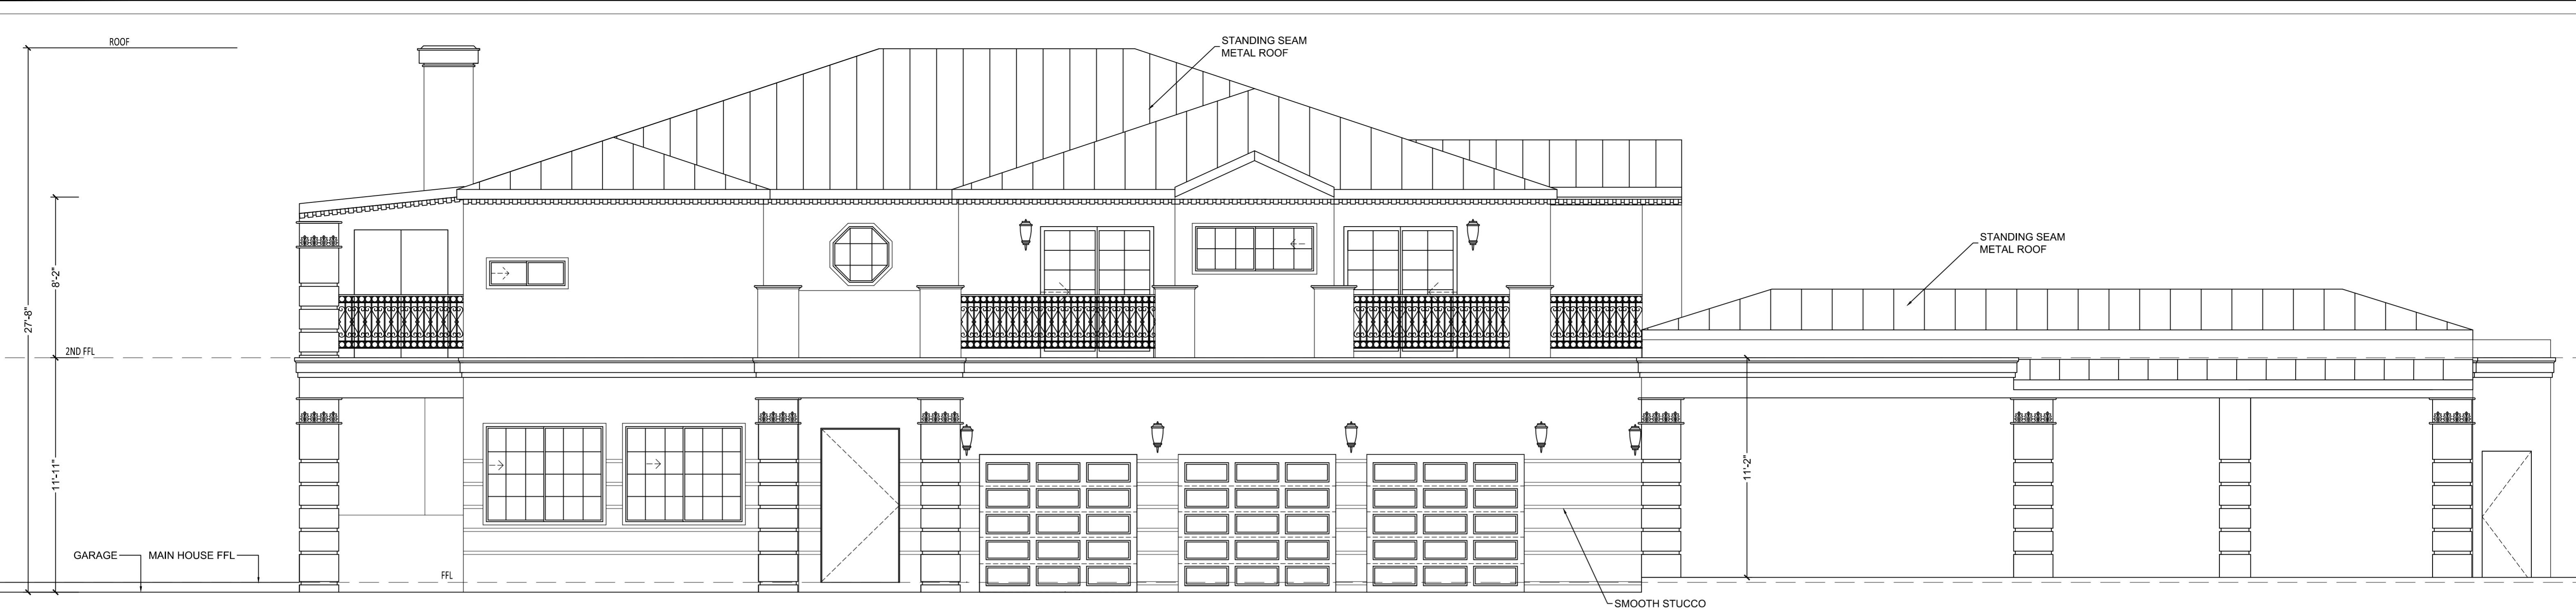 ROOF
STANDING SEAM
METAL ROOF
STANDING SEAM
METAL ROOF
8'-2"
27'-8"
2ND FFL
11'-11"
11'-2"
GARAGE
MAIN HOUSE FFL
FFL
SMOOTH STUCCO